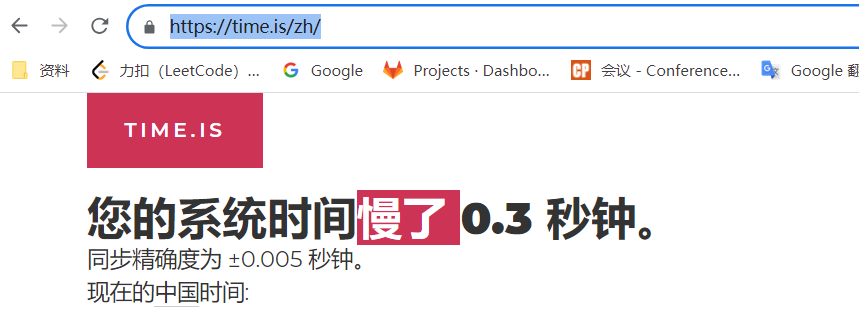 https://time.is/zh/
资料 力扣（LeetCode）... Google Projects · Dashbo... 会议 - Conference... Google 翻
TIME.IS
您的系统时间慢了 0.3 秒钟。
同步精确度为 ±0.005 秒钟。
现在的中国时间: